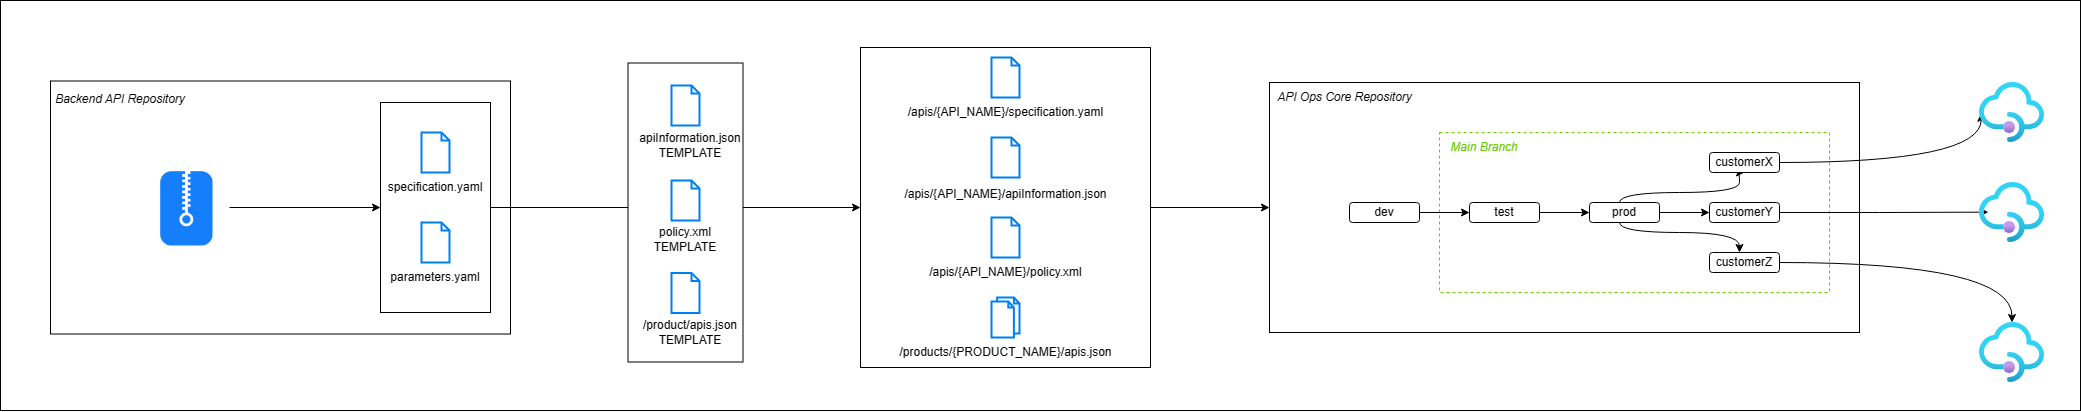 Backend API Repository
specification.yaml
parameters.yaml
apiInformation.json
TEMPLATE
policy.xml
TEMPLATE
/product/apis.json
TEMPLATE
/apis/{API_NAME}/specification.yaml
/apis/{API_NAME}/apiInformation.json
/apis/{API_NAME}/policy.xml
/products/{PRODUCT_NAME}/apis.json
API Ops Core Repository
Main Branch
dev
test
prod
customerX
customerY
customerZ